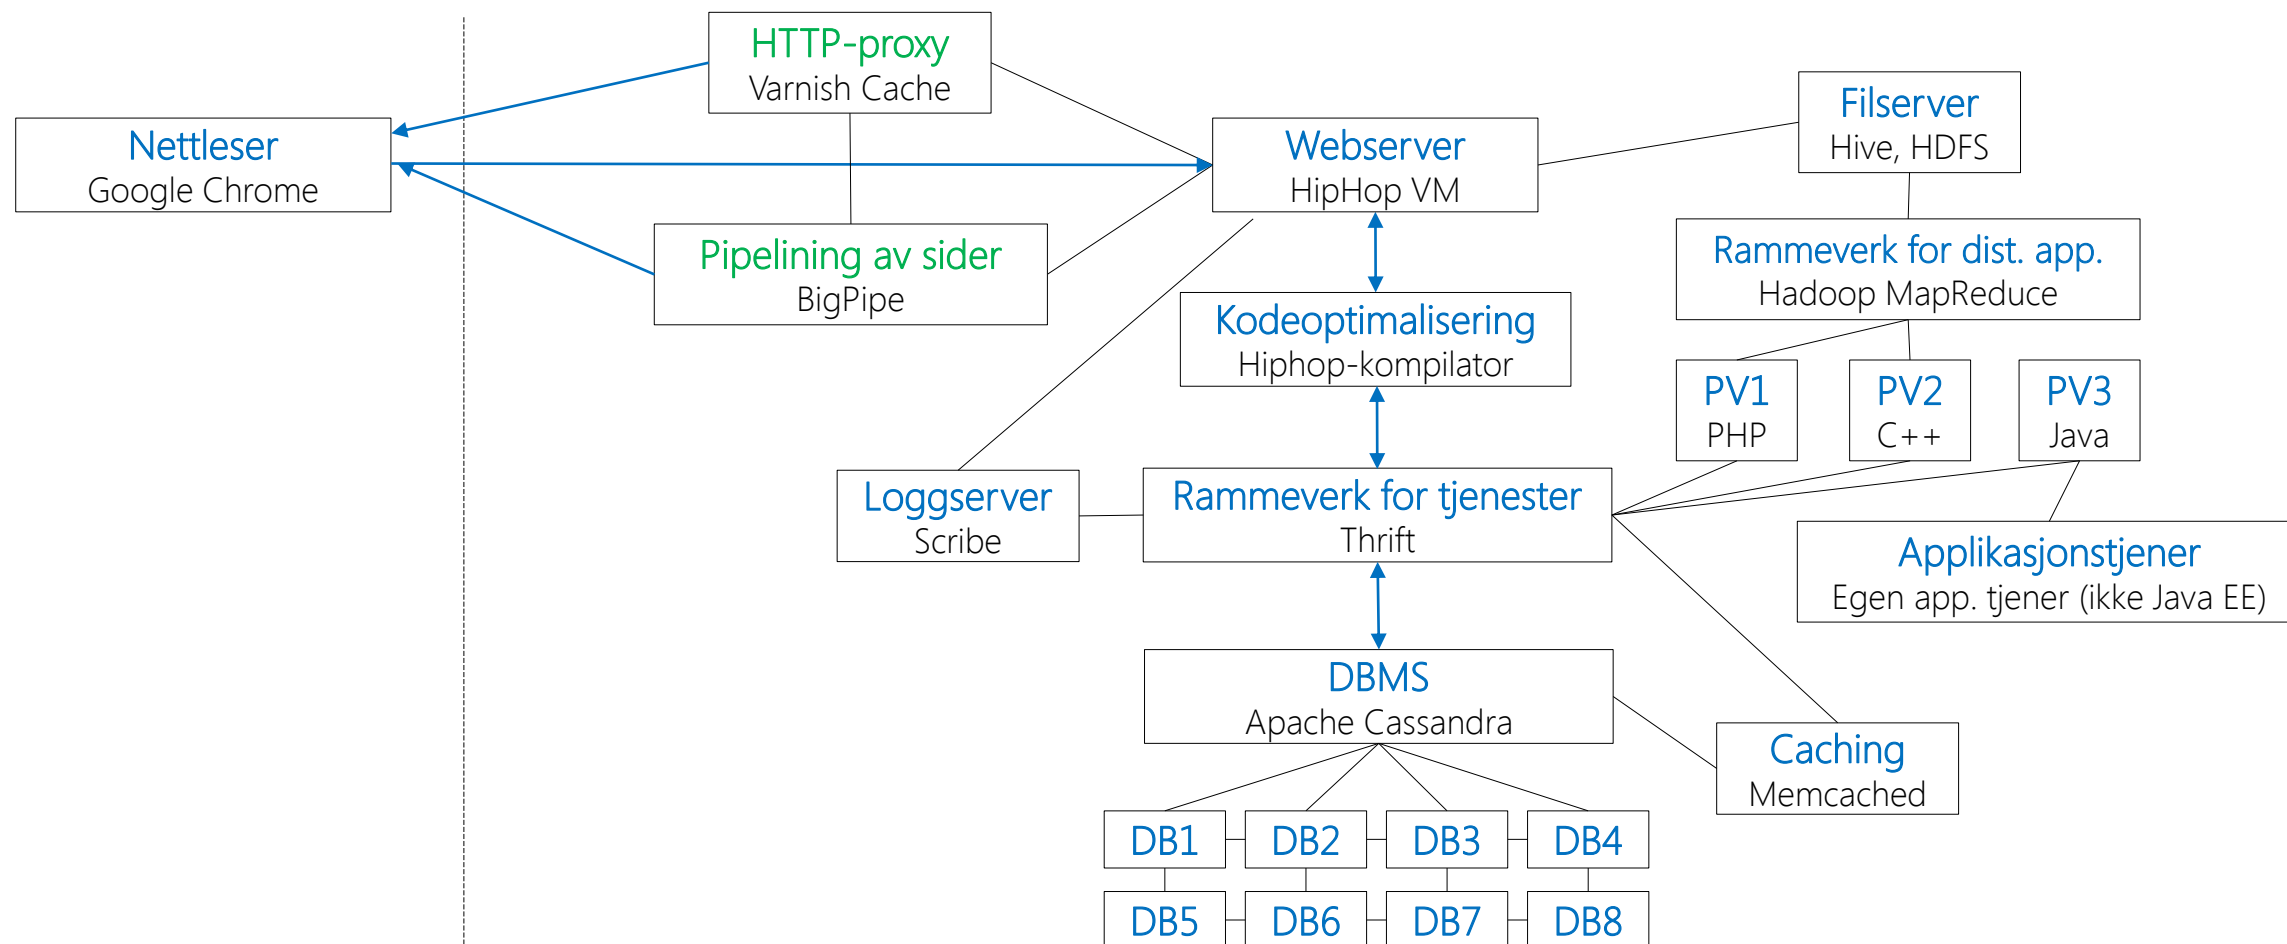 HTTP-proxy
Varnish Cache
Filserver
Hive, HDFS
Nettleser
Google Chrome
Webserver
HipHop VM
Pipelining av sider
BigPipe
Rammeverk for dist. app.
Hadoop MapReduce
Kodeoptimalisering
Hiphop-kompilator
PV1
PHP
PV2
C++
PV3
Java
Loggserver
Scribe
Rammeverk for tjenester
Thrift
Applikasjonstjener
Egen app. tjener (ikke Java EE)
DBMS
Apache Cassandra
Caching
Memcached
DB1
DB2
DB3
DB4
DB5
DB6
DB7
DB8